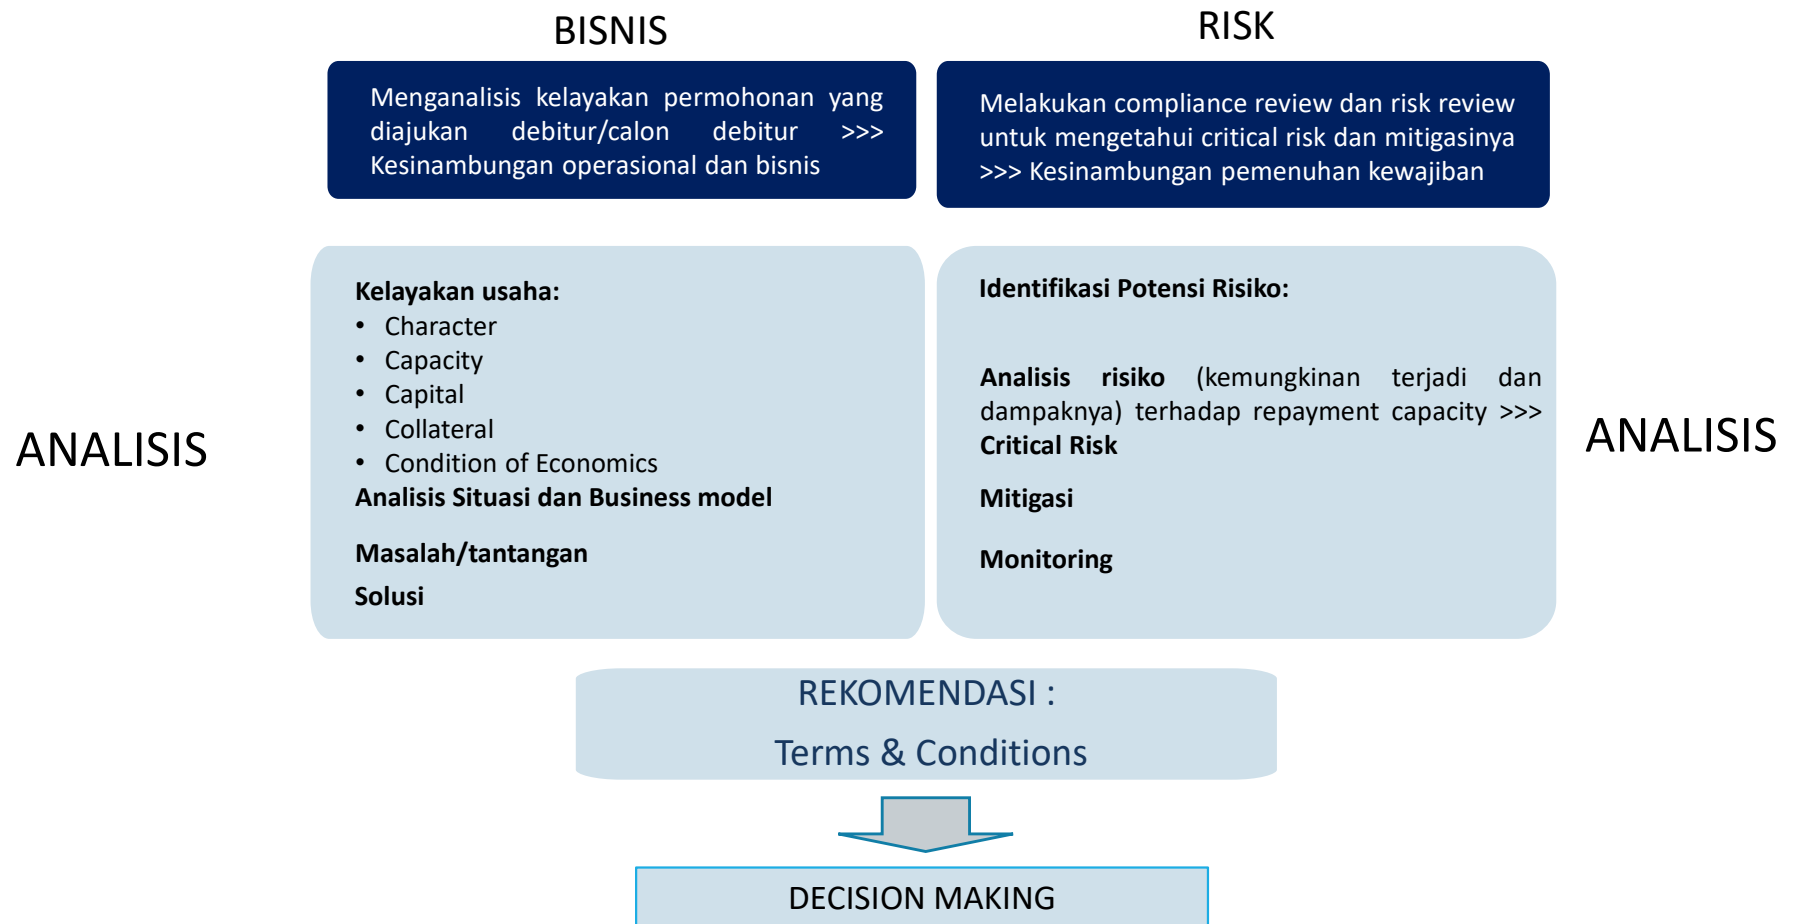 BISNIS
RISK
Menganalisis kelayakan permohonan yang
diajukan debitur/calon debitur >>>
Kesinambungan operasional dan bisnis
Melakukan compliance review dan risk review
untuk mengetahui critical risk dan mitigasinya
>>> Kesinambungan pemenuhan kewajiban
ANALISIS
Kelayakan usaha:
• Character
• Capacity
• Capital
• Collateral
• Condition of Economics
Analisis Situasi dan Business model
Masalah/tantangan
Solusi
Identifikasi Potensi Risiko:
Analisis risiko (kemungkinan terjadi dan
dampaknya) terhadap repayment capacity >>>
Critical Risk
Mitigasi
Monitoring
ANALISIS
REKOMENDASI :
Terms & Conditions
DECISION MAKING